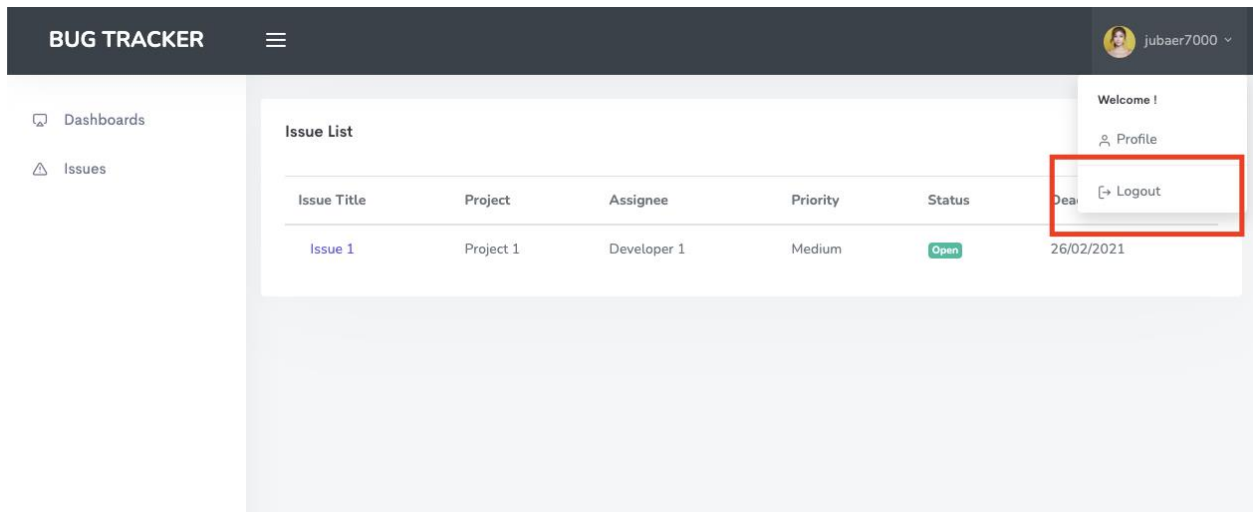 BUG TRACKER
jubaer7000
Dashboards
Issues
Welcome !
Profile
Logout
Issue List
Issue Title Project Assignee Priority Status
Issue 1 Project 1 Developer 1 Medium Open 26/02/2021